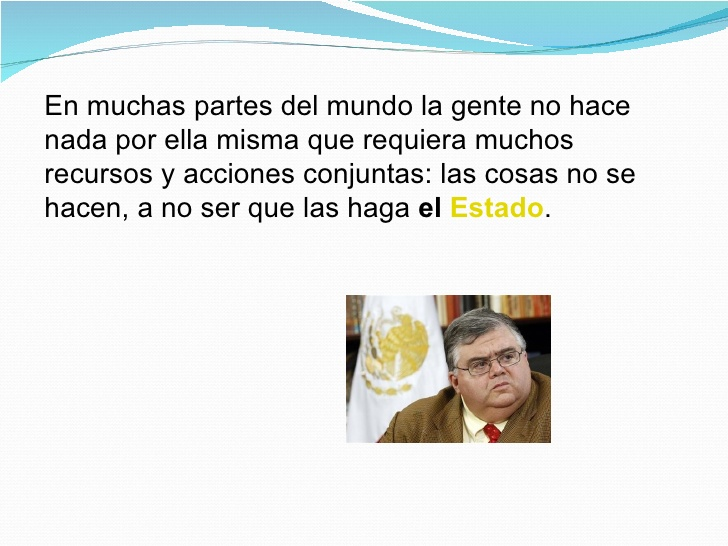 En muchas partes del mundo la gente no hace
nada por ella misma que requiera muchos
recursos y acciones conjuntas: las cosas no se
hacen, a no ser que las haga el Estado.